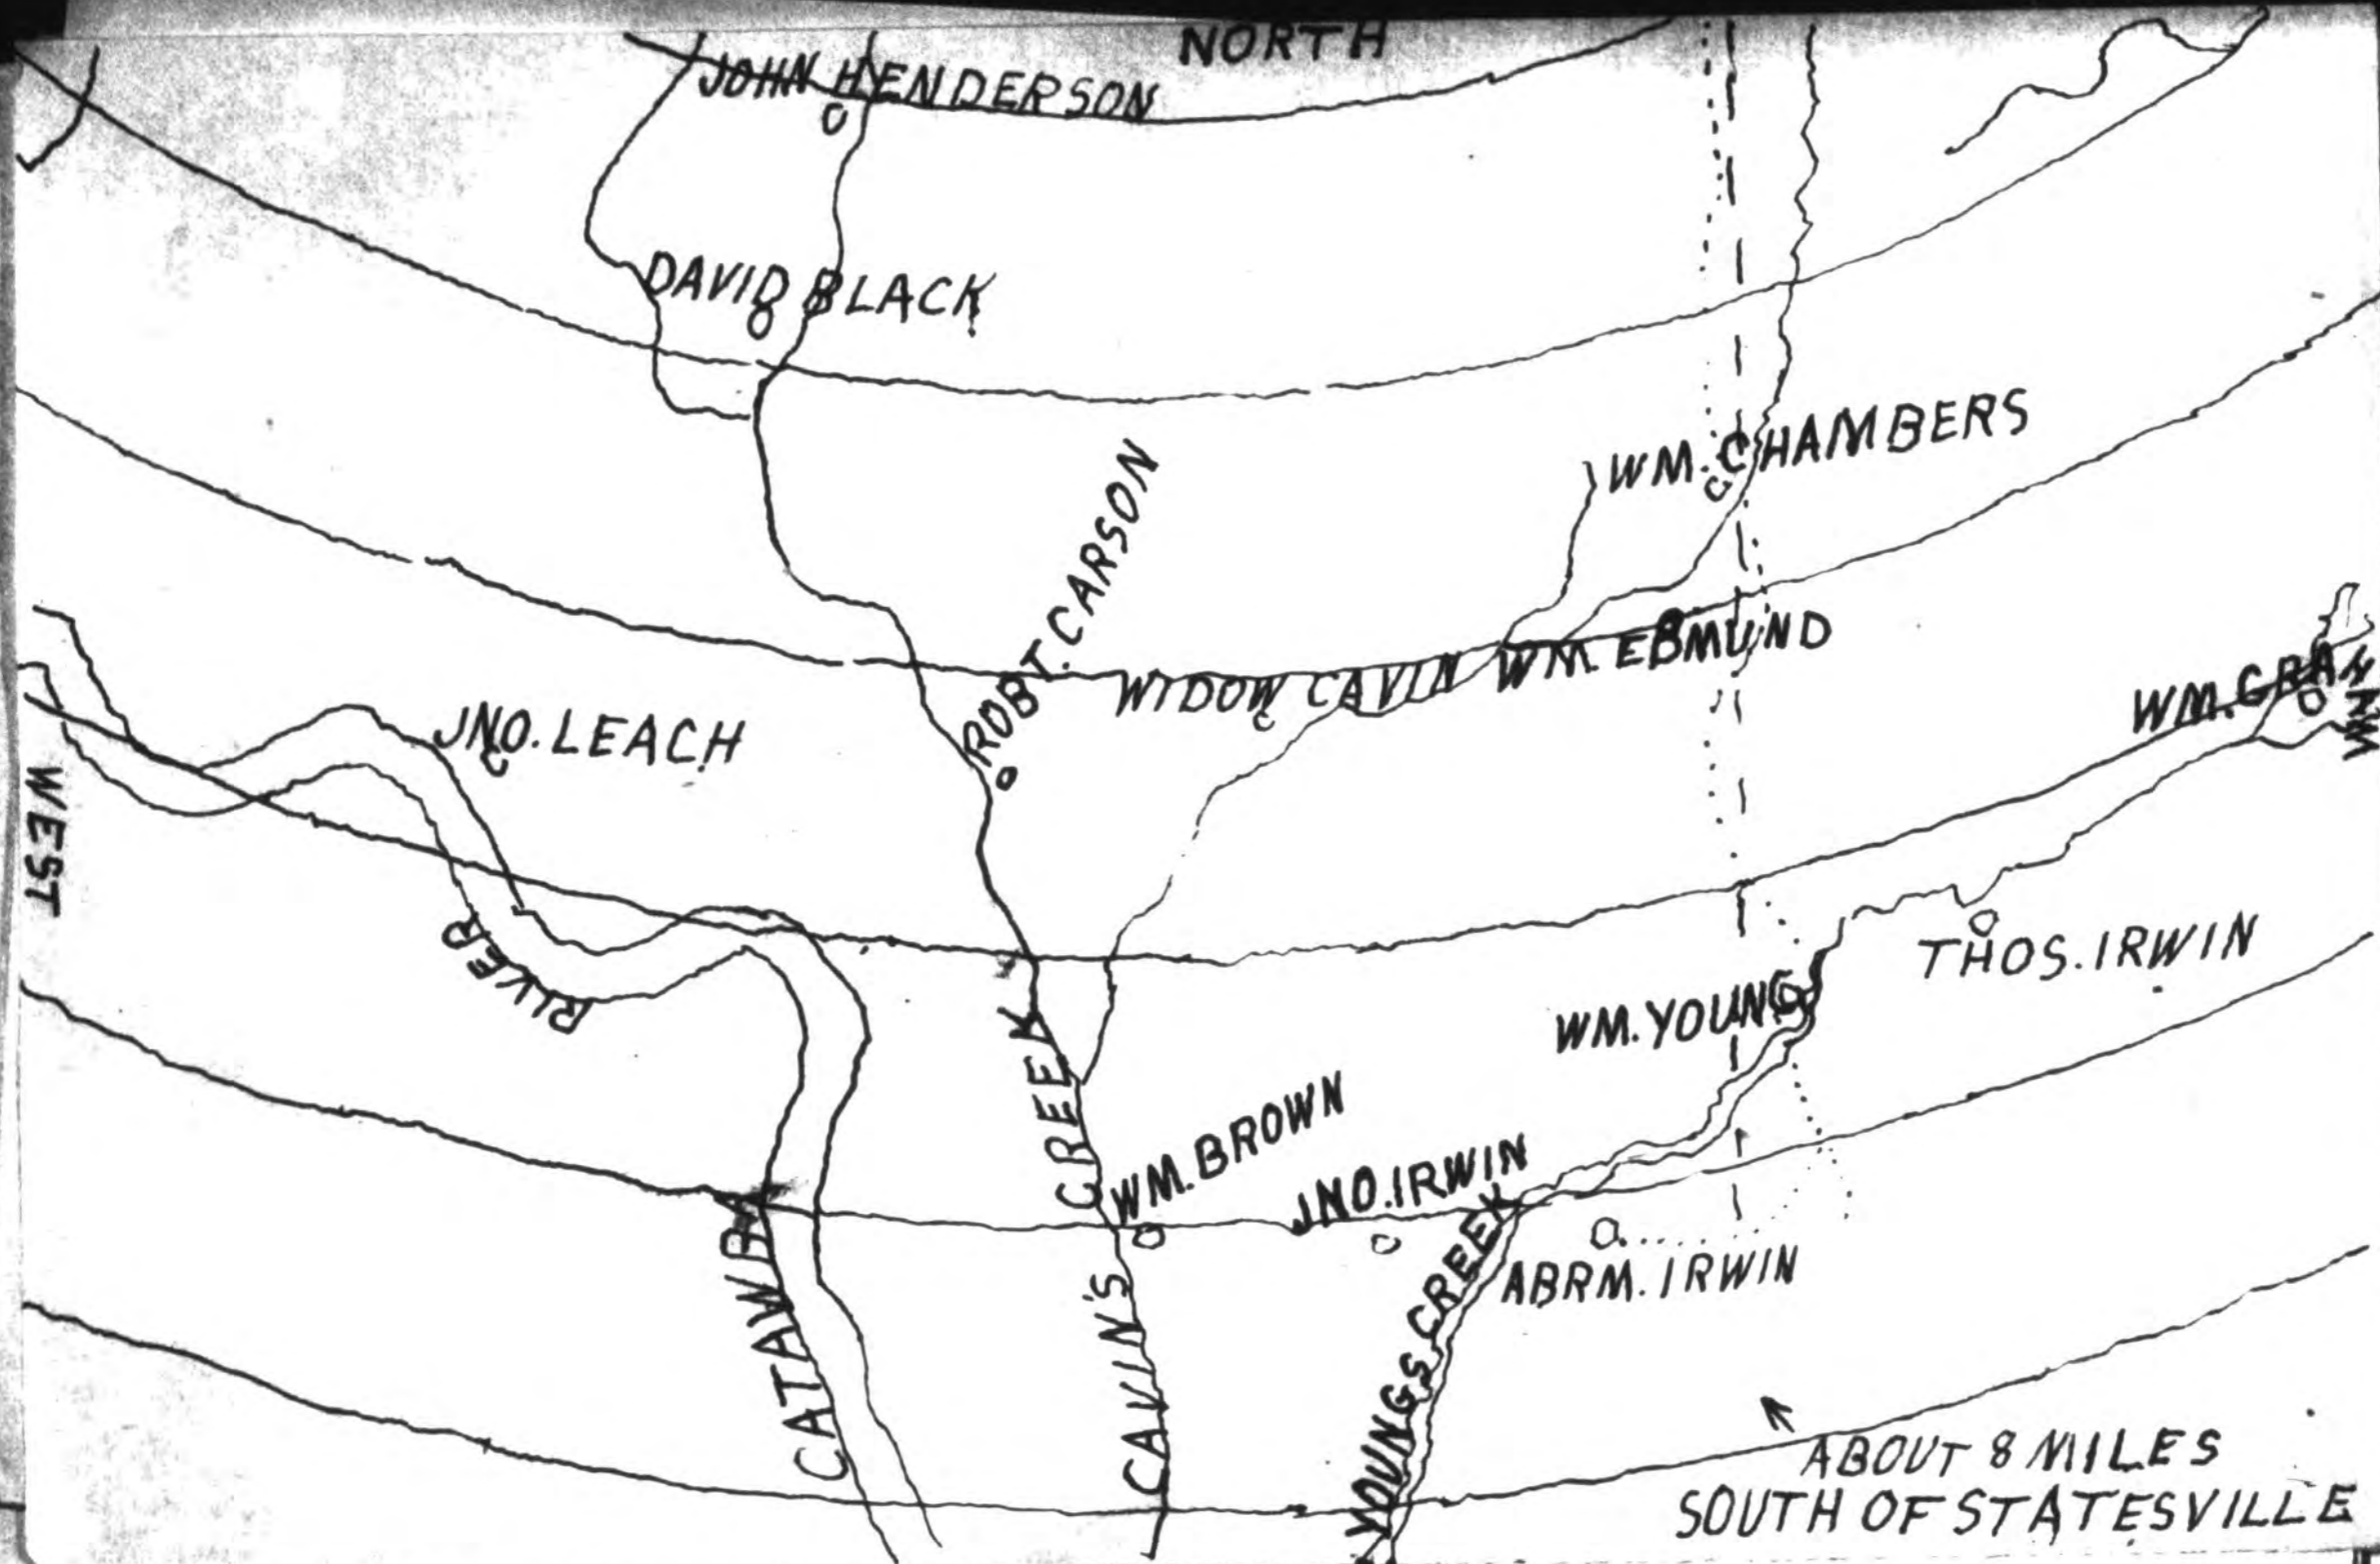 NORTH
JOHN HENDERSON
DAVID BLACK
WM. CHAMBERS
ROBT. CARSON
WIDOW CAVIN
WM. EDMUND
JNO. LEACH
WEST
RIVER
THOS. IRWIN
WM. YOUNG
CREEK
WM. BROWN
JNO. IRWIN
ABRM. IRWIN
CATAWBA
CAVIN'S
YOUNGS CREEK
ABOUT 8 MILES
SOUTH OF STATESVILLE
WM.
WM